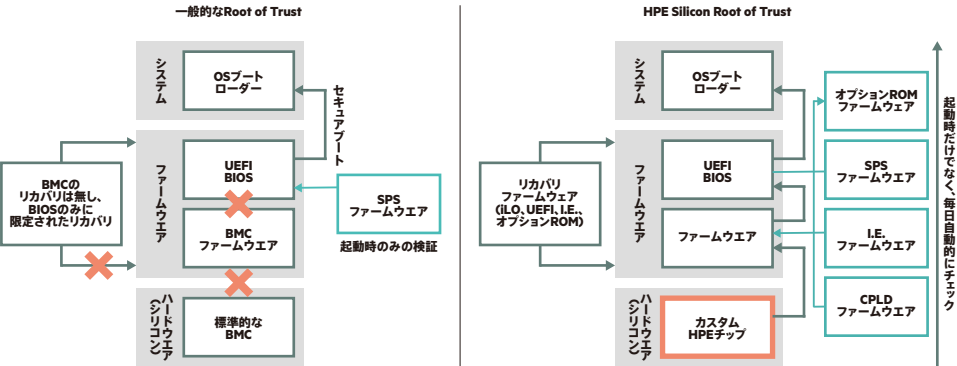 一般的なRoot of Trust
システム
OSブート
ローダー
セキュアブート
ファームウエア
UEFI
BIOS
BMCの
リカバリは無し、
BIOSのみに
限定されたリカバリ
SPS
ファームウエア
BMC
ファームウエア
起動時のみの検証
ハードウエア
（シリコン）
標準的な
BMC
HPE Silicon Root of Trust
システム
OSブート
ローダー
オプションROM
ファームウェア
ファームウエア
UEFI
BIOS
SPS
ファームウェア
リカバリ
ファームウェア
（iLO、UEFI、I.E.、
オプションROM）
ファームウエア
I.E.
ファームウェア
ハードウエア
（シリコン）
カスタム
HPEチップ
CPLD
ファームウェア
起動時だけでなく、毎日自動的にチェック